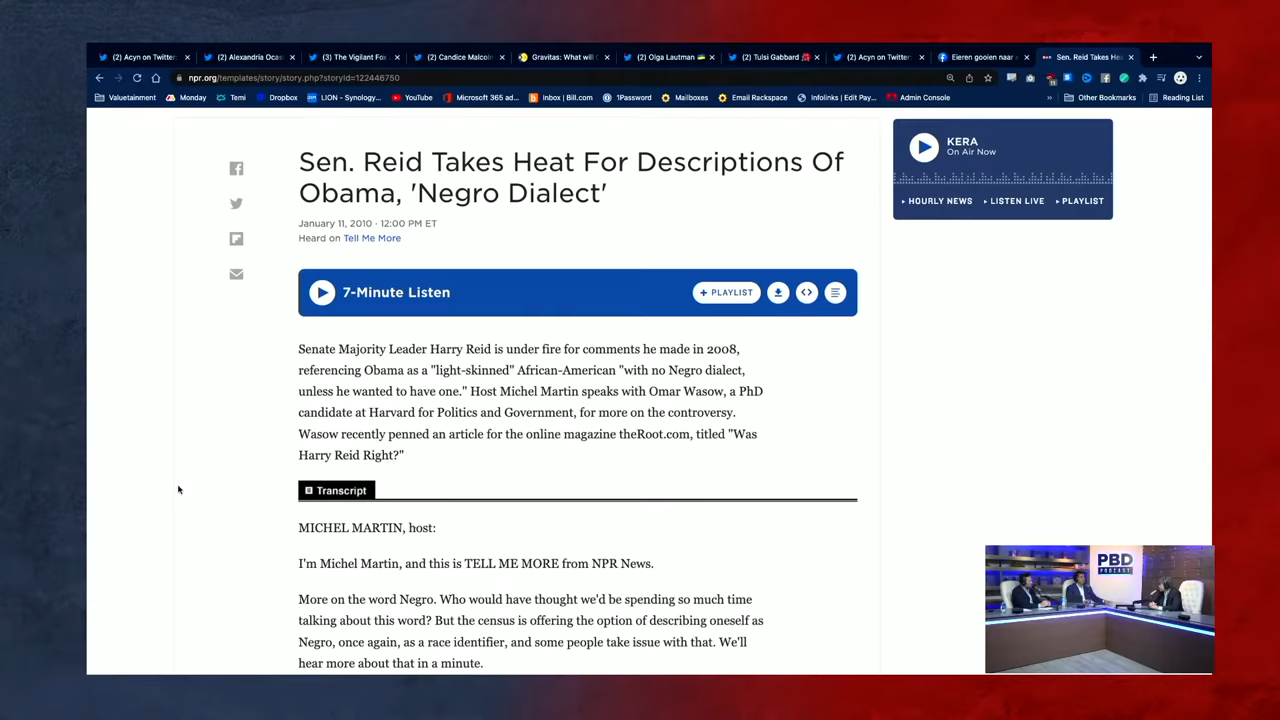 (2) Acyn on Twitter:
(2) Alexandria Ocas
(3) The Vigilant Fox
(2) Candice Malcolm
Gravitas: What will
(2) Olga Lautman
(2) Tulsi Gabbard
(2) Acyn on Twitter:
Eieren gooien naar
Sen. Reid Takes Hea
npr.org/templates/story/story.php?storyId=122446750
Valuetainment
Monday
Temi
Dropbox
LION - Synology...
YouTube
Microsoft 365 ad...
Inbox | Bill.com
1Password
Mailboxes
Email Rackspace
Infolinks | Edit Pay...
Admin Console
»
Other Bookmarks
Reading List
Sen. Reid Takes Heat For Descriptions Of
Obama, 'Negro Dialect'
January 11, 2010 · 12:00 PM ET
Heard on Tell Me More
7-Minute Listen
+ PLAYLIST
Senate Majority Leader Harry Reid is under fire for comments he made in 2008,
referencing Obama as a "light-skinned" African-American "with no Negro dialect,
unless he wanted to have one." Host Michel Martin speaks with Omar Wasow, a PhD
candidate at Harvard for Politics and Government, for more on the controversy.
Wasow recently penned an article for the online magazine theRoot.com, titled "Was
Harry Reid Right?"
Transcript
MICHEL MARTIN, host:
I'm Michel Martin, and this is TELL ME MORE from NPR News.
More on the word Negro. Who would have thought we'd be spending so much time
talking about this word? But the census is offering the option of describing oneself as
Negro, once again, as a race identifier, and some people take issue with that. We'll
hear more about that in a minute.
KERA
On Air Now
HOURLY NEWS
LISTEN LIVE
PLAYLIST
PBD
PODCAST